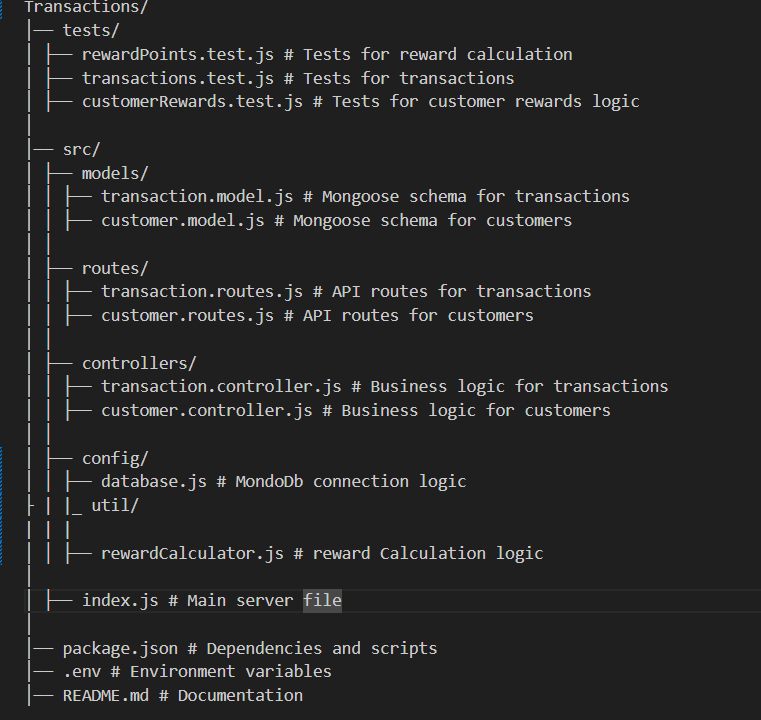 Transactions/
|── tests/
│ ├── rewardPoints.test.js # Tests for reward calculation
│ ├── transactions.test.js # Tests for transactions
│ ├── customerRewards.test.js # Tests for customer rewards logic
│
|── src/
│ ├── models/
│ │ ├── transaction.model.js # Mongoose schema for transactions
│ │ ├── customer.model.js # Mongoose schema for customers
│ │
│ ├── routes/
│ │ ├── transaction.routes.js # API routes for transactions
│ │ ├── customer.routes.js # API routes for customers
│ │
│ ├── controllers/
│ │ ├── transaction.controller.js # Business logic for transactions
│ │ ├── customer.controller.js # Business logic for customers
│ │
│ ├── config/
│ │ ├── database.js # MondoDb connection logic
├ | |_ util/
│ │ │
│ │ ├── rewardCalculator.js # reward Calculation logic
│
│ ├── index.js # Main server file
│
|── package.json # Dependencies and scripts
|── .env # Environment variables
|── README.md # Documentation